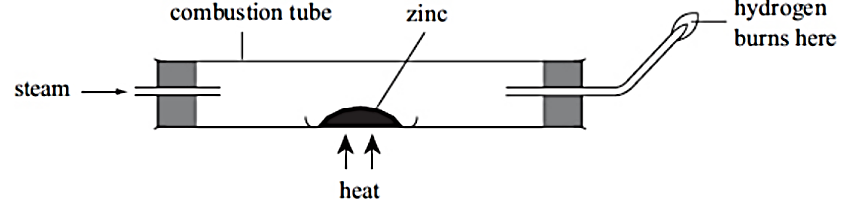 combustion tube
zinc
hydrogen
burns here
steam
heat